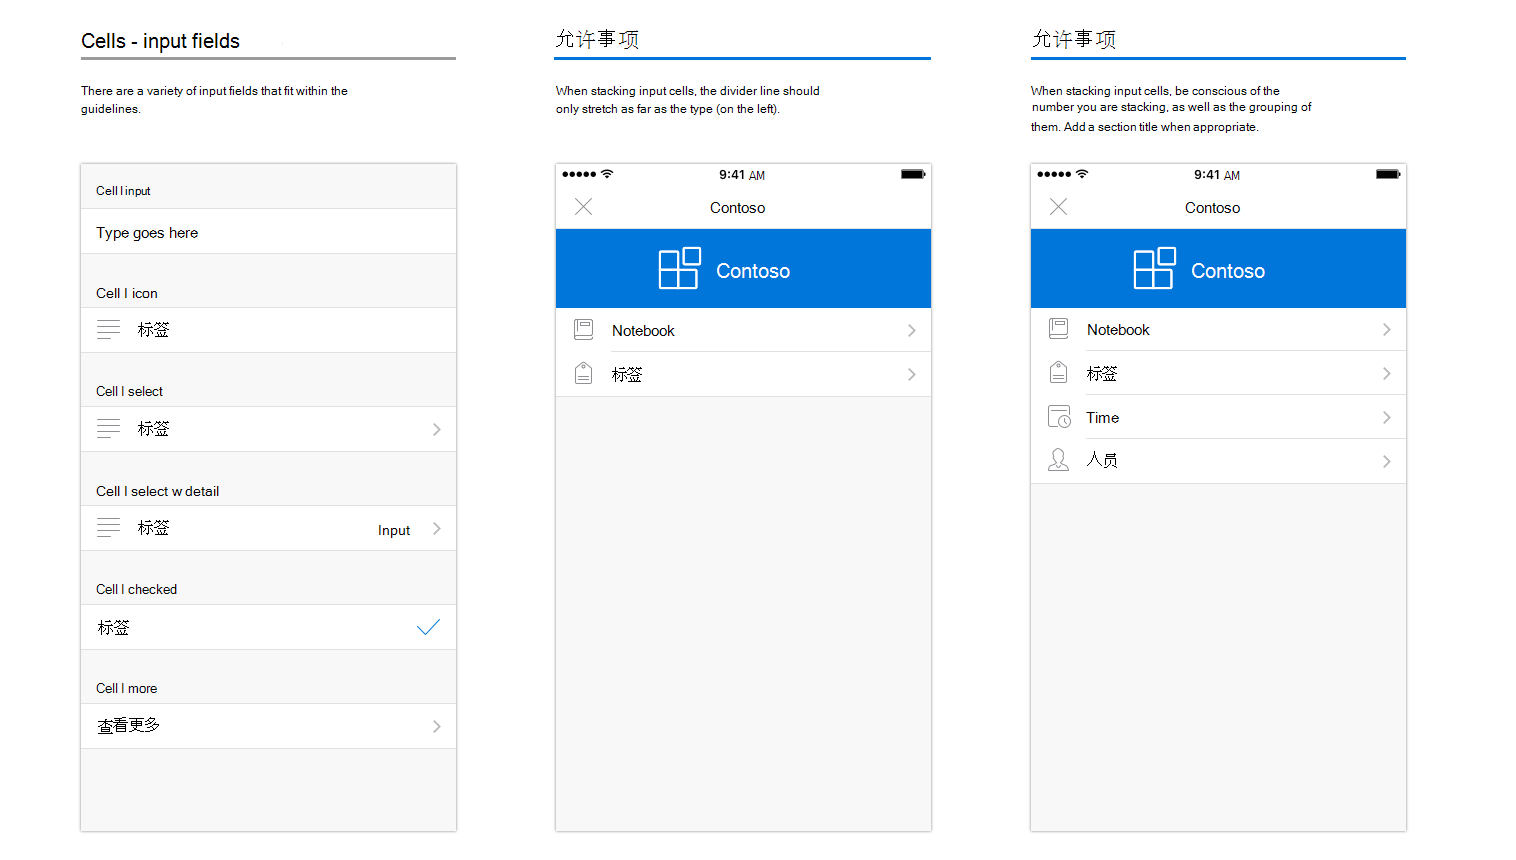 Cells - input fields
There are a variety of input fields that fit within the
guidelines.
Cell I input
Type goes here
Cell I icon
标签
Cell I select
标签
Cell I select w detail
标签
Input
Cell I checked
标签
Cell I more
查看更多
允许事项
When stacking input cells, the divider line should
only stretch as far as the type (on the left).
9:41 AM
Contoso
Contoso
Notebook
标签
允许事项
When stacking input cells, be conscious of the
number you are stacking, as well as the grouping of
them. Add a section title when appropriate.
9:41 AM
Contoso
Contoso
Notebook
标签
Time
人员